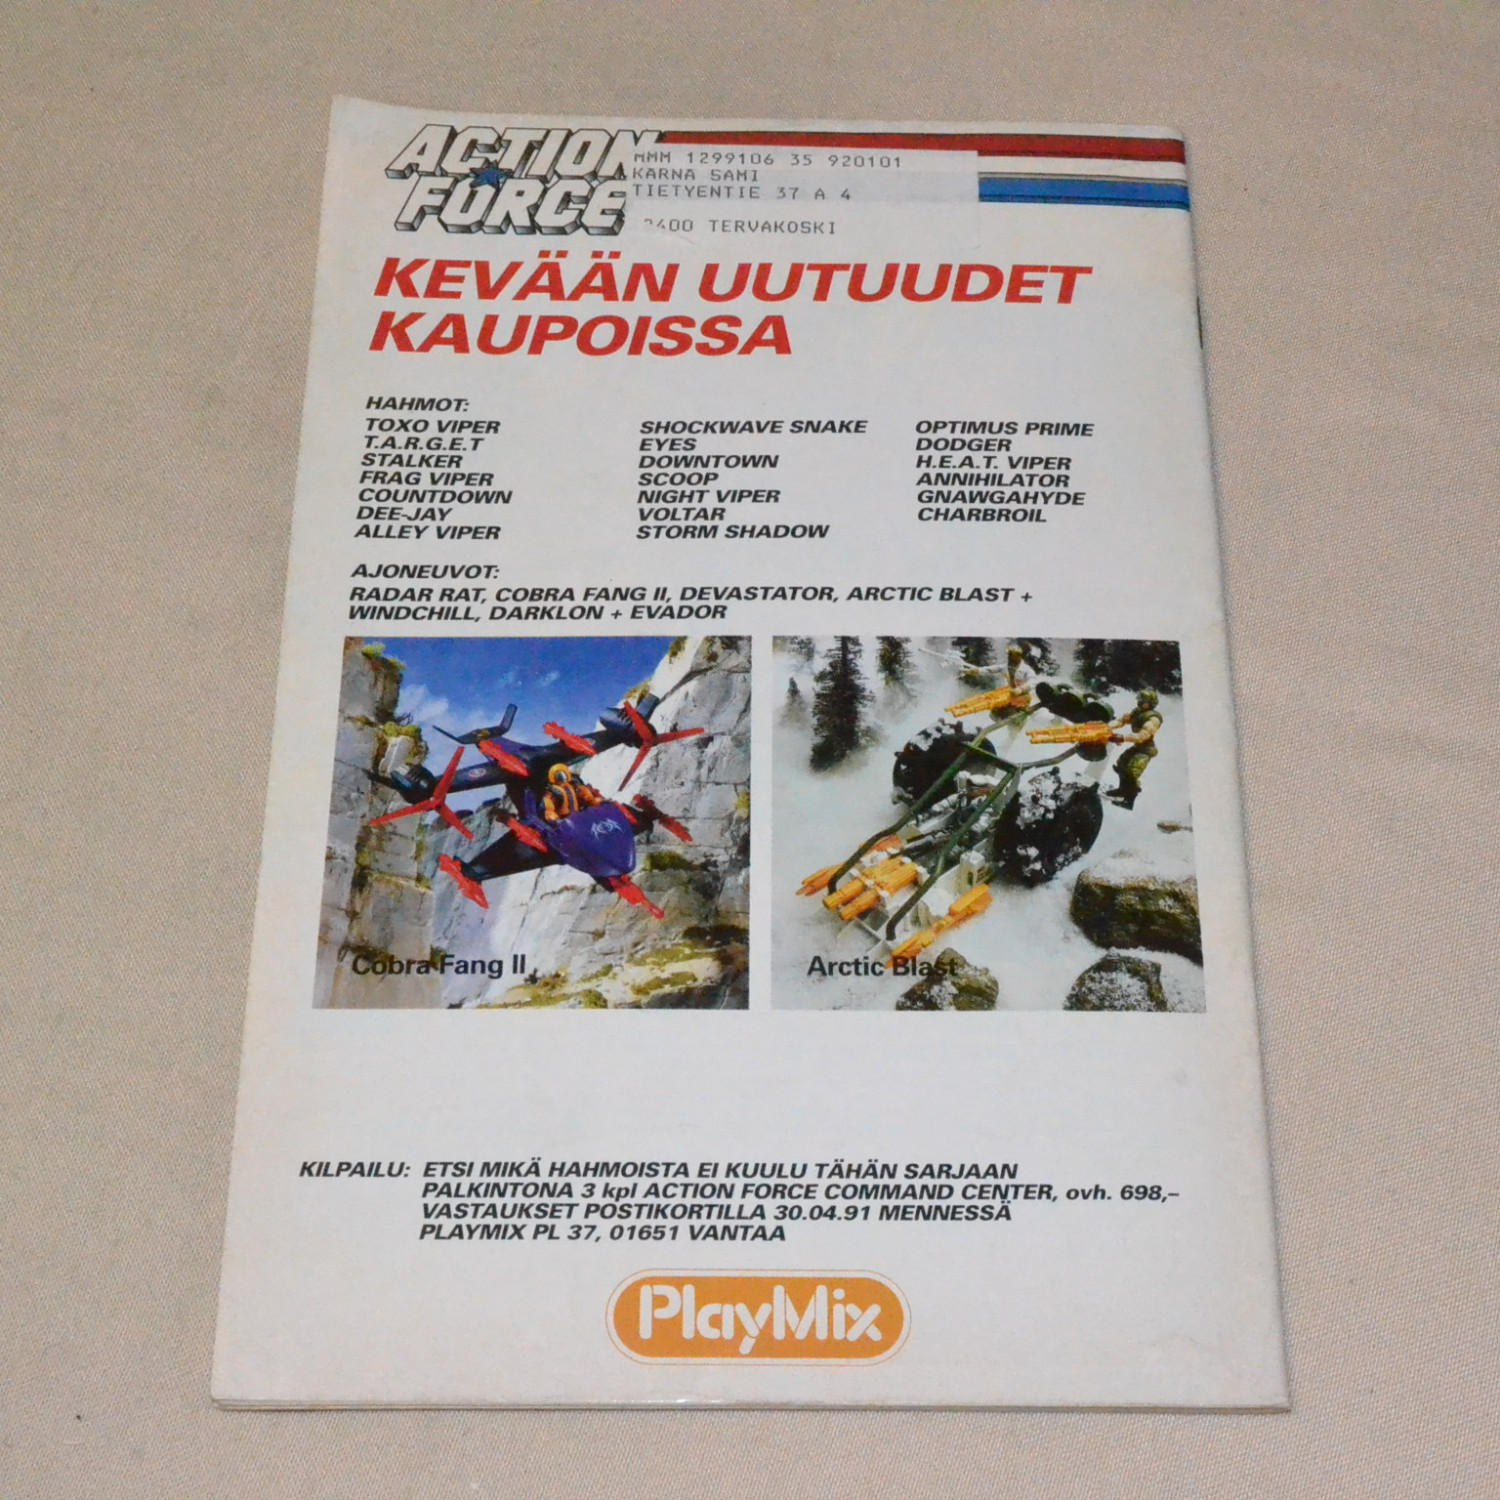 ACTION
FORCE
MMM 1299106 35 920101
KARNA SAMI
TIETYENTIE 37 A 4
2400 TERVAKOSKI
KEVÄÄN UUTUUDET
KAUPOISSA
HAHMOT:
TOXO VIPER
T.A.R.G.E.T
STALKER
FRAG VIPER
COUNTDOWN
DEE-JAY
ALLEY VIPER
SHOCKWAVE SNAKE
EYES
DOWNTOWN
SCOOP
NIGHT VIPER
VOLTAR
STORM SHADOW
OPTIMUS PRIME
DODGER
H.E.A.T. VIPER
ANNIHILATOR
GNAWGAHYDE
CHARBROIL
AJONEUVOT:
RADAR RAT, COBRA FANG II, DEVASTATOR, ARCTIC BLAST +
WINDCHILL, DARKLON + EVADOR
Cobra Fang II
Arctic Blast
KILPAILU: ETSI MIKÄ HAHMOISTA EI KUULU TÄHÄN SARJAAN
PALKINTONA 3 kpl ACTION FORCE COMMAND CENTER, ovh. 698,–
VASTAUKSET POSTIKORTILLA 30.04.91 MENNESSÄ
PLAYMIX PL 37, 01651 VANTAA
PlayMix